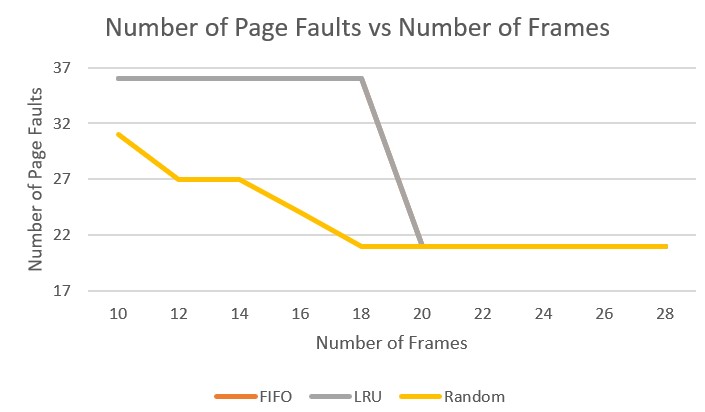 Number of Page Faults vs Number of Frames
Number of Page Faults
37
32
27
22
17
10 12 14 16 18 20 22 24 26 28
Number of Frames
FIFO LRU Random